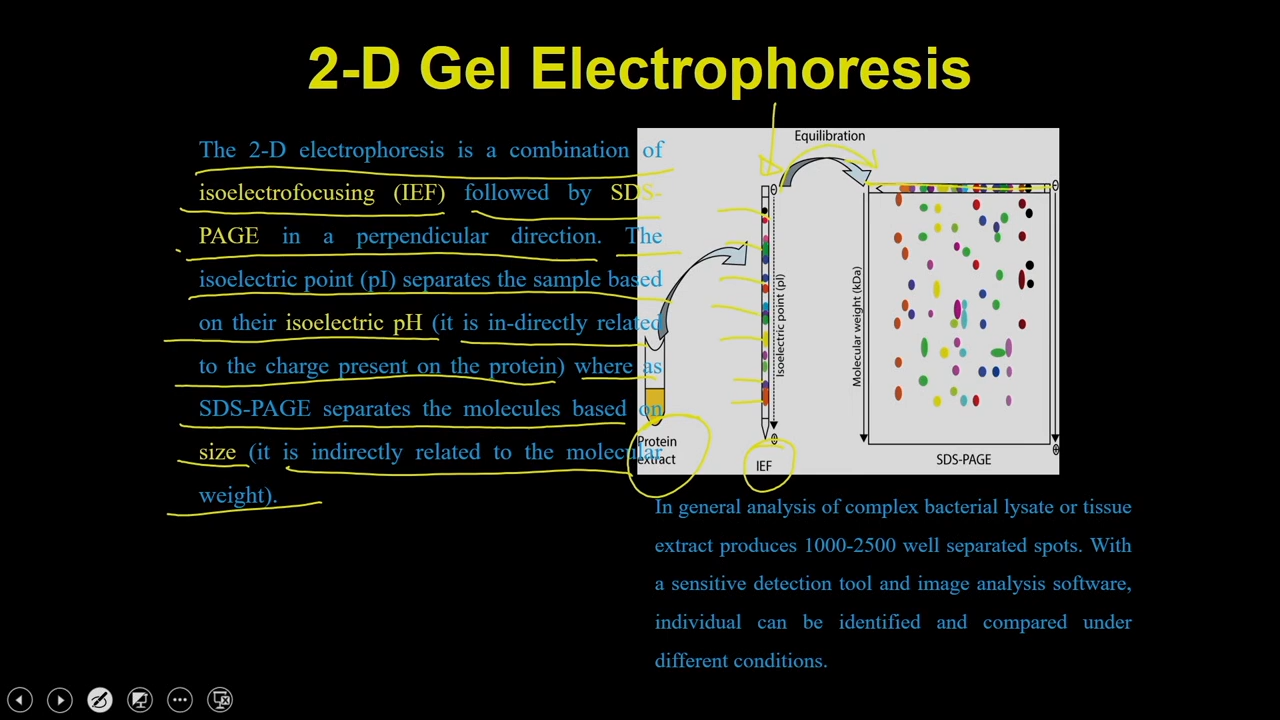 2-D Gel Electrophoresis
The 2-D electrophoresis is a combination of
isoelectrofocusing (IEF) followed by SDS-
PAGE in a perpendicular direction. The
isoelectric point (pI) separates the sample based
on their isoelectric pH (it is in-directly related
to the charge present on the protein) where as
SDS-PAGE separates the molecules based on
size (it is indirectly related to the molecular
weight).
Equilibration
Isoelectric point (pI)
Molecular weight (kDa)
Protein
extract
IEF
SDS-PAGE
In general analysis of complex bacterial lysate or tissue
extract produces 1000-2500 well separated spots. With
a sensitive detection tool and image analysis software,
individual can be identified and compared under
different conditions.